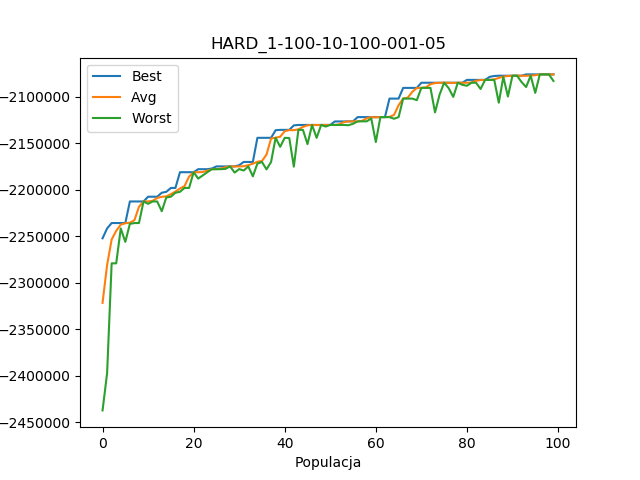 HARD_1-100-10-100-001-05
Best
Avg
Worst
−2100000
−2150000
−2200000
−2250000
−2300000
−2350000
−2400000
−2450000
0 20 40 60 80 100
Populacja